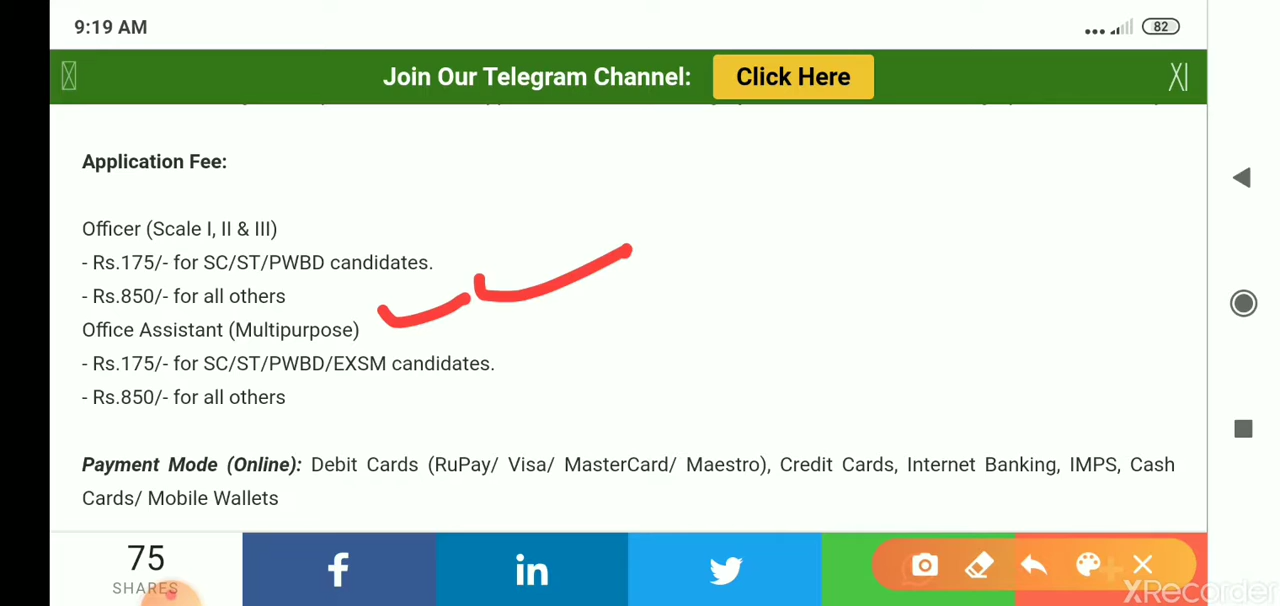 9:19 AM
82
Join Our Telegram Channel:
Click Here
Application Fee:
Officer (Scale I, II & III)
- Rs.175/- for SC/ST/PWBD candidates.
- Rs.850/- for all others
Office Assistant (Multipurpose)
- Rs.175/- for SC/ST/PWBD/EXSM candidates.
- Rs.850/- for all others
Payment Mode (Online): Debit Cards (RuPay/ Visa/ MasterCard/ Maestro), Credit Cards, Internet Banking, IMPS, Cash
Cards/ Mobile Wallets
75
SHARES
XRecorder